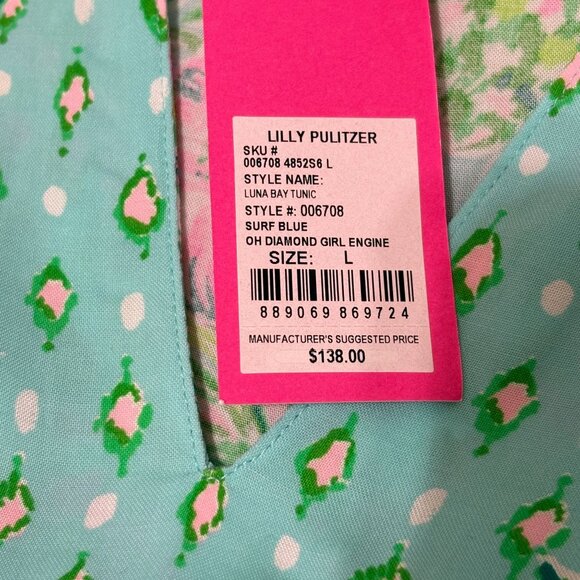 LILLY PULITZER
SKU #
006708 4852S6 L
STYLE NAME:
LUNA BAY TUNIC
STYLE #: 006708
SURF BLUE
OH DIAMOND GIRL ENGINE
SIZE: L
889069 869724
MANUFACTURER'S SUGGESTED PRICE
$138.00